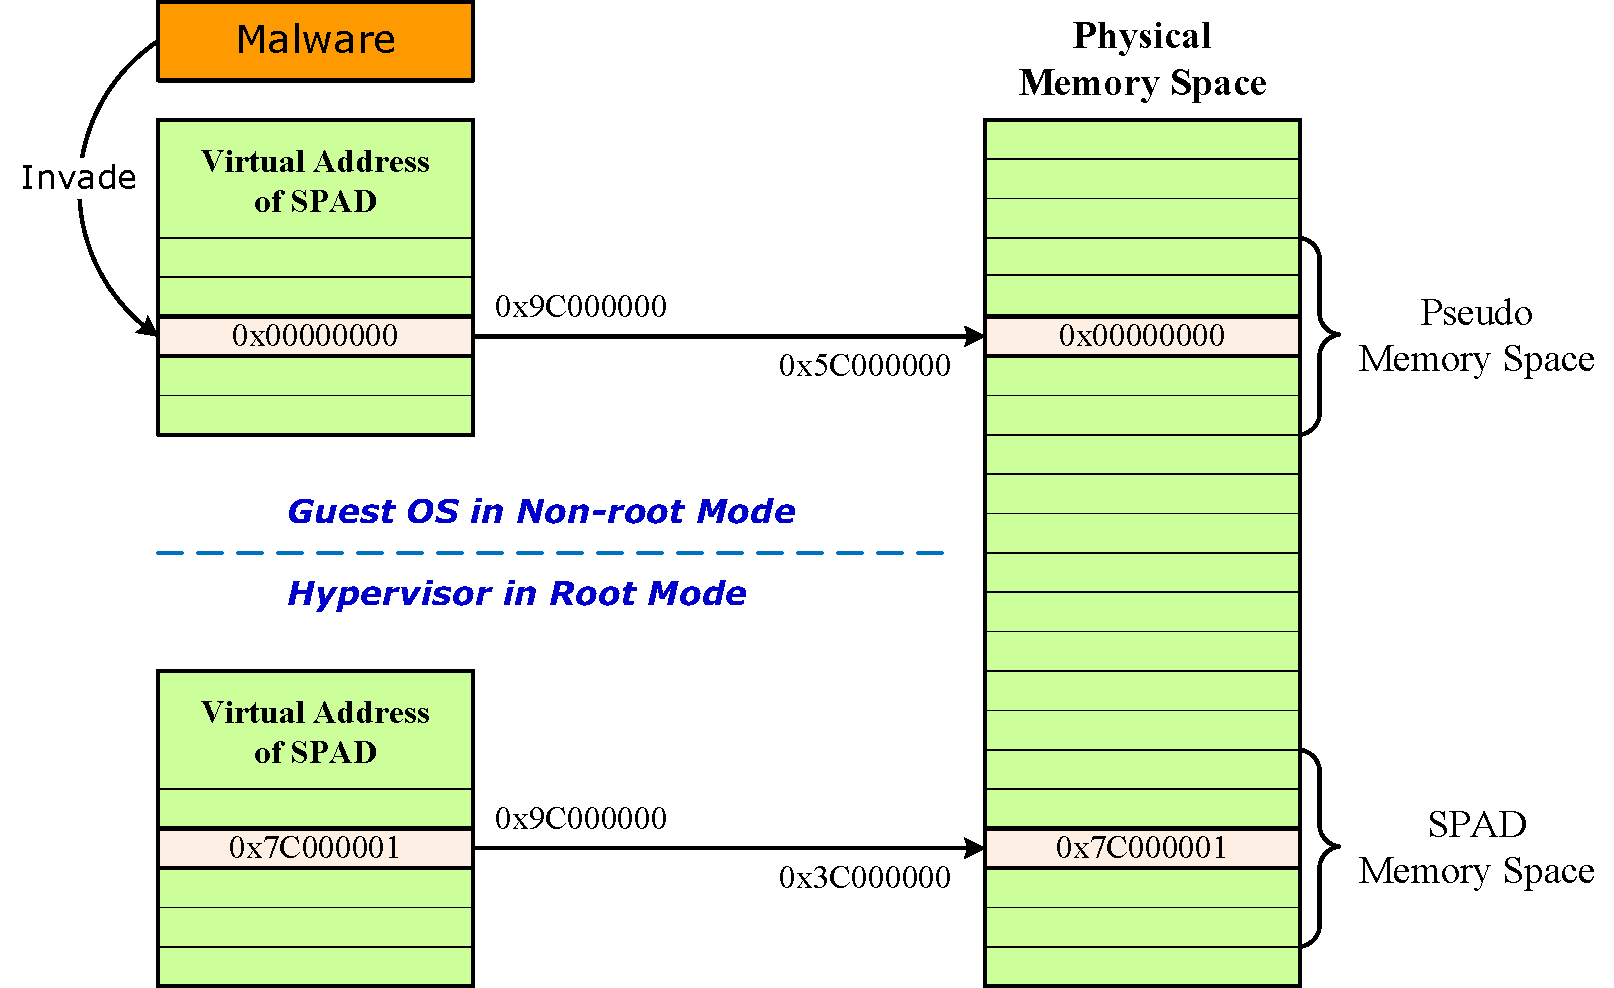 Malware
Invade
Virtual Address
of SPAD
0x00000000
0x9C000000
0x5C000000
Physical
Memory Space
0x00000000
Pseudo
Memory Space
Guest OS in Non-root Mode
Hypervisor in Root Mode
Virtual Address
of SPAD
0x7C000001
0x9C000000
0x3C000000
0x7C000001
SPAD
Memory Space